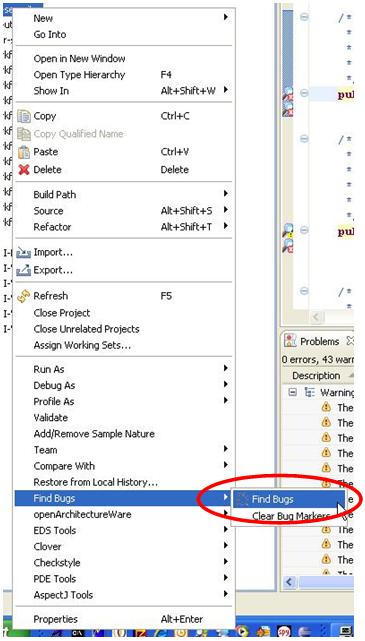 New
Go Into
Open in New Window
Open Type Hierarchy F4
Show In Alt+Shift+W
Copy Ctrl+C
Copy Qualified Name
Paste Ctrl+V
Delete Delete
Build Path
Source Alt+Shift+S
Refactor Alt+Shift+T
Import...
Export...
Refresh F5
Close Project
Close Unrelated Projects
Assign Working Sets...
Run As
Debug As
Profile As
Validate
Add/Remove Sample Nature
Team
Compare With
Restore from Local History...
Find Bugs
openArchitectureWare
EDS Tools
Clover
Checkstyle
PDE Tools
AspectJ Tools
Properties Alt+Enter
Find Bugs
Clear Bug Markers
/*
*
*
*
*
pul
/*
*
*
*
*
pul
/*
*
Problems
0 errors, 43 warn
Description
Warning
The
The
The
The
The
The
The
The
The